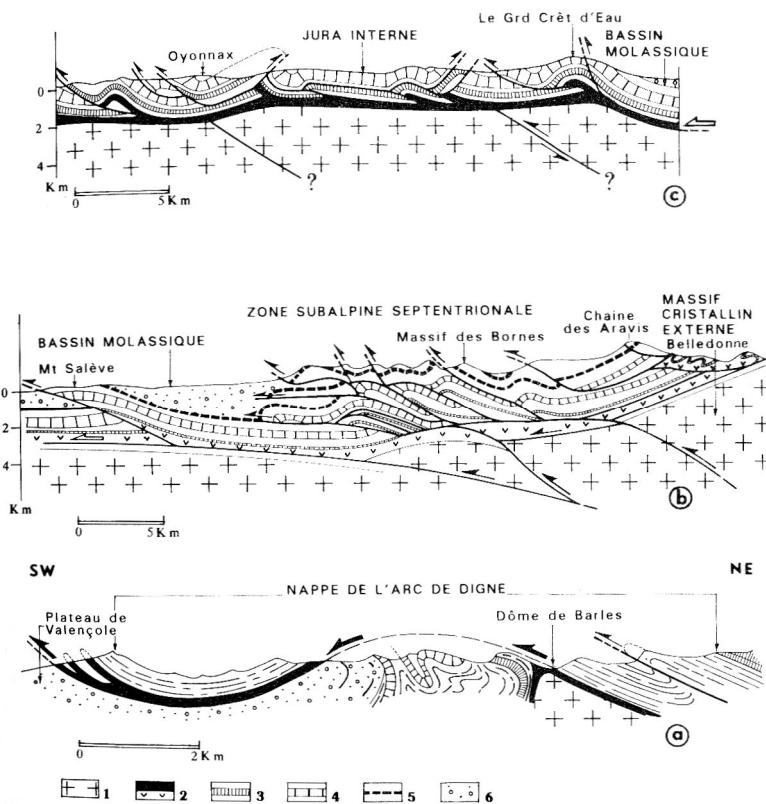 Le Grd Crèt d'Eau
JURA INTERNE
BASSIN
MOLASSIQUE
Oyonnax
0
2
4
Km
0 5 Km
?
?
c
ZONE SUBALPINE SEPTENTRIONALE
MASSIF
CRISTALLIN
EXTERNE
Belledonne
Chaine
des Aravis
BASSIN MOLASSIQUE
Massif des Bornes
Mt Salève
0
2
4
Km
0 5 Km
b
SW
NE
NAPPE DE L'ARC DE DIGNE
Plateau de
Valençole
Dôme de Barles
0 2 Km
a
1 2 3 4 5 6